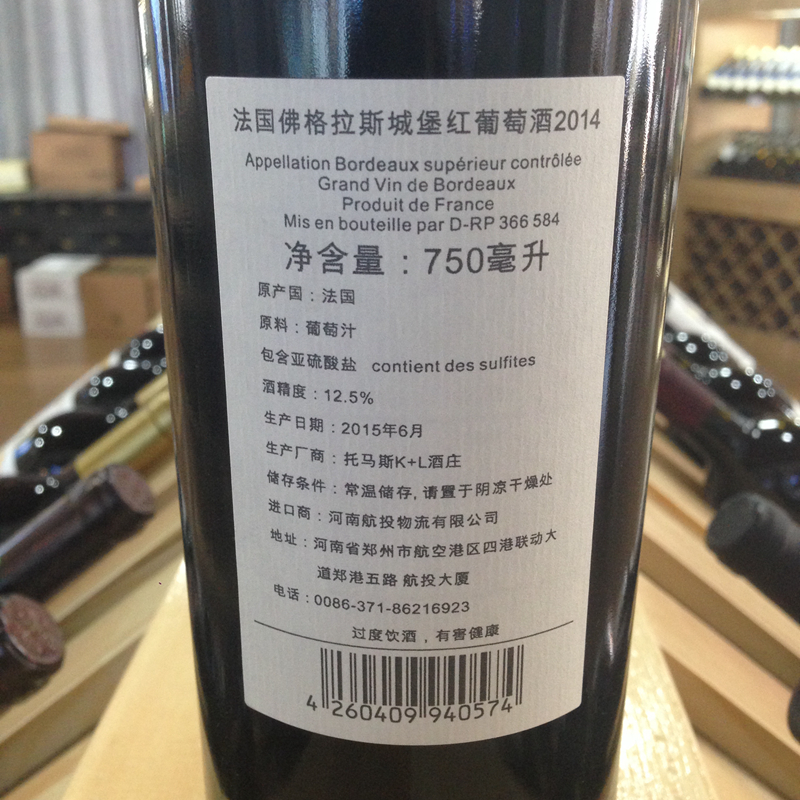 法国佛格拉斯城堡红葡萄酒2014
Appellation Bordeaux supérieur contrôlée
Grand Vin de Bordeaux
Produit de France
Mis en bouteille par D-RP 366 584
净含量：750毫升
原产国：法国
原料：葡萄汁
包含亚硫酸盐 contient des sulfites
酒精度：12.5%
生产日期：2015年6月
生产厂商：托马斯K+L酒庄
储存条件：常温储存, 请置于阴凉干燥处
进口商：河南航投物流有限公司
地址：河南省郑州市航空港区四港联动大
道郑港五路 航投大厦
电话：0086-371-86216923
过度饮酒，有害健康
4 260409 940574